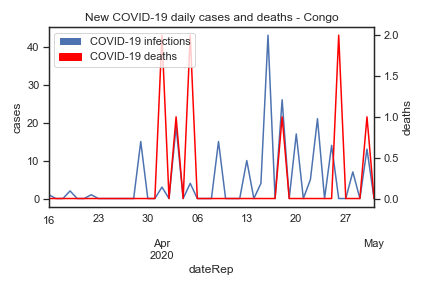 New COVID-19 daily cases and deaths - Congo
COVID-19 infections
COVID-19 deaths
cases
40
30
20
10
0
deaths
2.0
1.5
1.0
0.5
0.0
16 23 30 06 13 20 27
Apr May
2020
dateRep